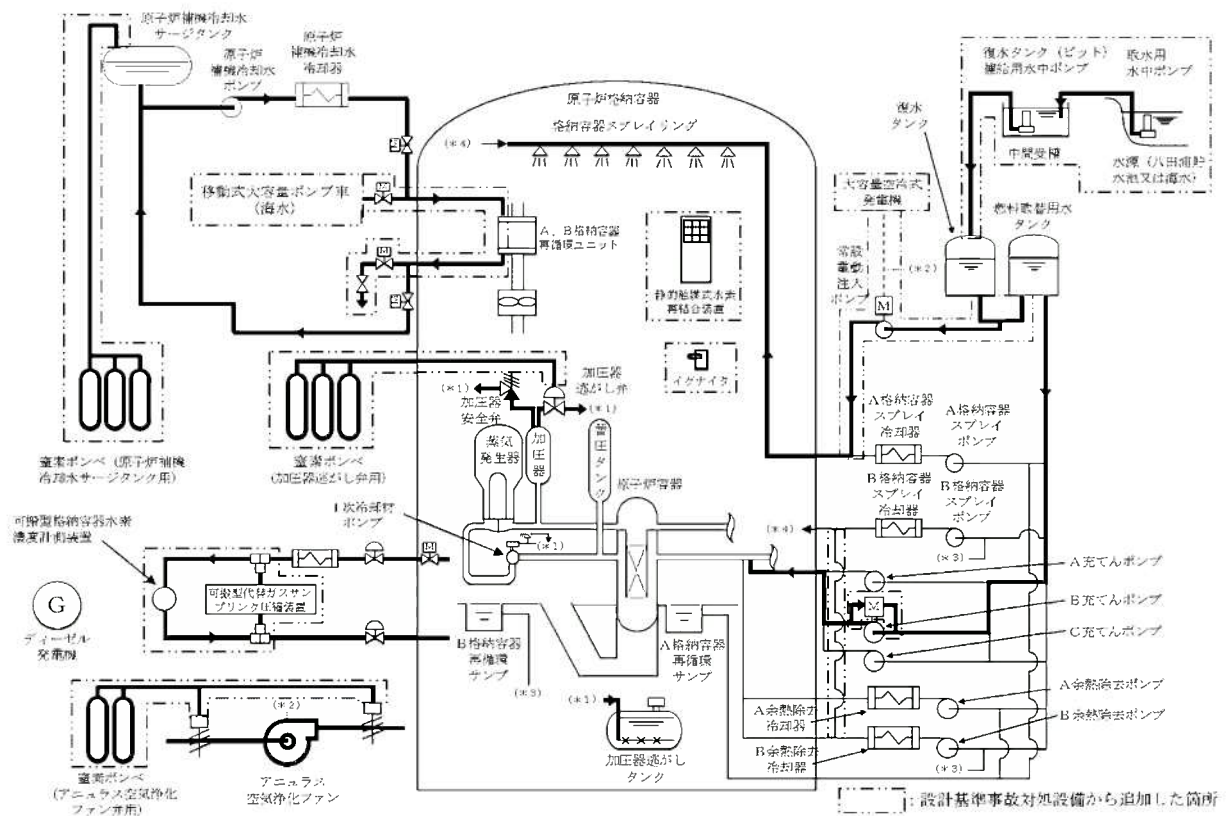 原子炉補機冷却水
サージタンク
原子炉
補機冷却水
ポンプ
原子炉
補機冷却水
冷却器
原子炉格納容器
格納容器スプレイリング
(*4)
移動式大容量ポンプ車
(海水)
M
M
A、B格納容器
再循環ユニット
静的触媒式水素
再結合装置
イグナイタ
復水タンク(ピット)
補給用水中ポンプ
取水用
水中ポンプ
復水
タンク
中間受槽
水源(八田浦貯
水池又は海水)
大容量空冷式
発電機
燃料取替用水
タンク
常設
電動
注入
ポンプ
(*2)
M
窒素ボンベ(原子炉補機
冷却水サージタンク用)
窒素ボンベ
(加圧器逃がし弁用)
(*1)
加圧器
安全弁
加圧器
逃がし弁
(*1)
蒸気
発生器
加圧器
蓄圧タンク
原子炉容器
1次冷却材
ポンプ
(*1)
A格納容器
スプレイ
冷却器
A格納容器
スプレイ
ポンプ
B格納容器
スプレイ
冷却器
B格納容器
スプレイ
ポンプ
(*4)
(*3)
A充てんポンプ
M
B充てんポンプ
C充てんポンプ
可搬型格納容器水素
濃度計測装置
M
可搬型代替ガスサン
プリング圧縮装置
G
ディーゼル
発電機
B格納容器
再循環
サンプ
(*3)
A格納容器
再循環
サンプ
(*1)
加圧器逃がし
タンク
A余熱除去
冷却器
A余熱除去ポンプ
B余熱除去
冷却器
B余熱除去ポンプ
(*3)
(*2)
窒素ボンベ
(アニュラス空気浄化
ファン弁用)
アニュラス
空気浄化ファン
:設計基準事故対処設備から追加した箇所